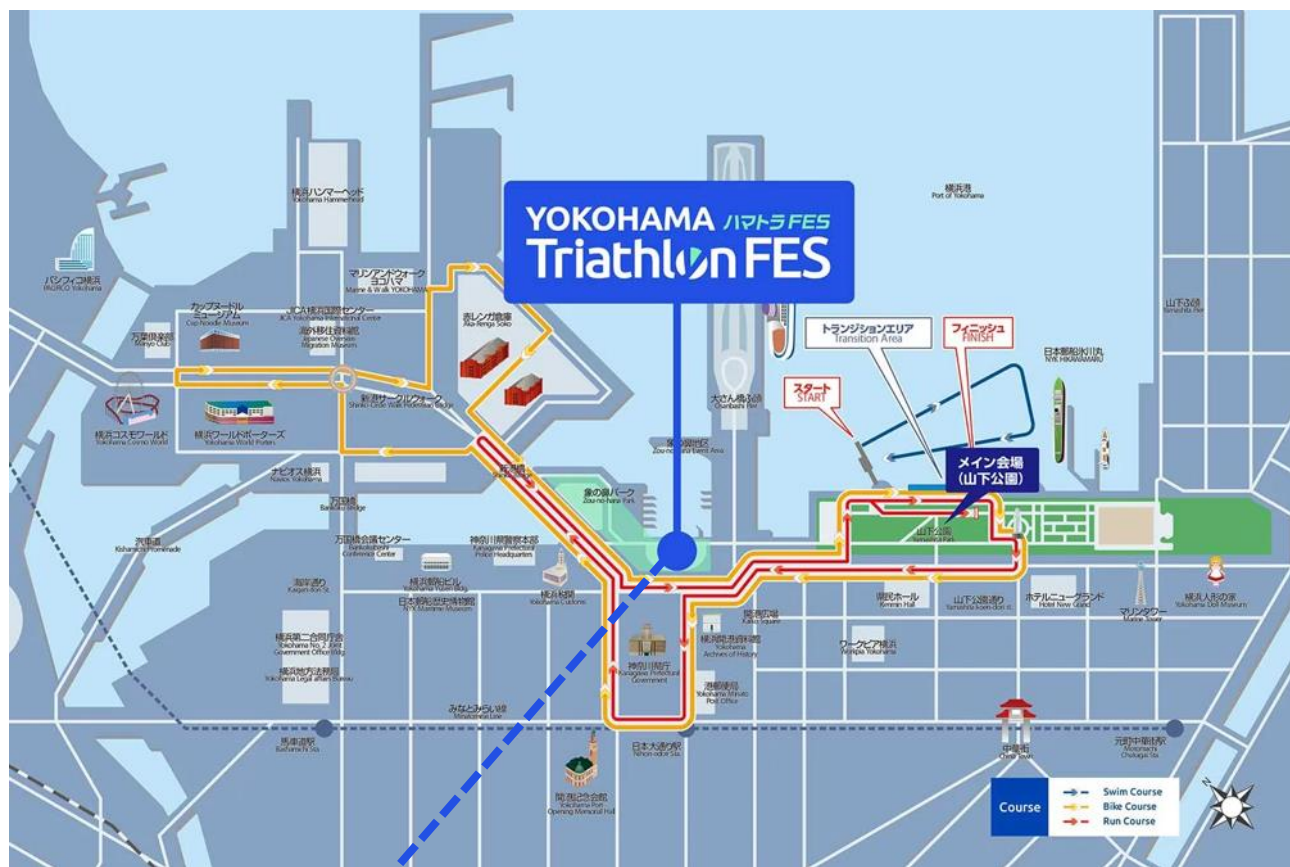 YOKOHAMA ハマトラFES
Triathlon FES
横浜港
Port of Yokohama
横浜ハンマーヘッド
Yokohama Hammerhead
パシフィコ横浜
PACIFICO Yokohama
マリンアンドウォーク
ヨコハマ
Marine & Walk YOKOHAMA
カップヌードル
ミュージアム
Cup Noodle Museum
JICA横浜国際センター
JICA Yokohama International Center
海外移住資料館
Japanese Overseas
Migration Museum
万葉倶楽部
Manyo Club
赤レンガ倉庫
Aka-Renga Soko
山下ふ頭
Yamashita Pier
トランジションエリア
Transition Area
フィニッシュ
FINISH
日本郵船氷川丸
NYK HIKAWAMARU
スタート
START
大さん橋ふ頭
Osanbashi Pier
新港サークルウォーク
横浜コスモワールド
Yokohama Cosmo World
横浜ワールドポーターズ
Yokohama World Porters
メイン会場
(山下公園)
象の鼻地区
Zou-no-hana Event Area
ナビオス横浜
Navios Yokohama
新港橋
象の鼻パーク
Zou-no-hana Park
万国橋
Bankoku Bridge
山下公園
Yamashita Park
汽車道
Kishamichi Promenade
万国橋会議センター
Bankokubashi
Conference Center
神奈川県警察本部
Kanagawa Prefectural
Police Headquarters
海岸通り
Kaigan-dori St.
横浜郵船ビル
Yokohama Yusen Bldg.
日本郵船歴史博物館
NYK Maritime Museum
横浜税関
Yokohama Customs
開港広場
Kaiko Square
県民ホール
Kenmin Hall
山下公園通り
Yamashita koen-dori st.
ホテルニューグランド
Hotel New Grand
マリンタワー
Marine Tower
横浜人形の家
Yokohama Doll Museum
横浜第二合同庁舎
Yokohama No. 2 Joint
Government Office Bldg.
横浜地方法務局
Yokohama Legal affairs Bureau
神奈川県庁
Kanagawa Prefectural
Government
横浜開港資料館
Yokohama
Archives of History
ワークピア横浜
Workpia Yokohama
港郵便局
Yokohama Minato
Post Office
みなとみらい線
Minatomirai Line
馬車道駅
Bashamichi Sta.
日本大通り駅
Nihon-odori Sta.
中華街
China Town
元町中華街駅
Motomachi
Chukagai Sta.
開港記念会館
Yokohama Port
Opening Memorial Hall
Course
Swim Course
Bike Course
Run Course
N